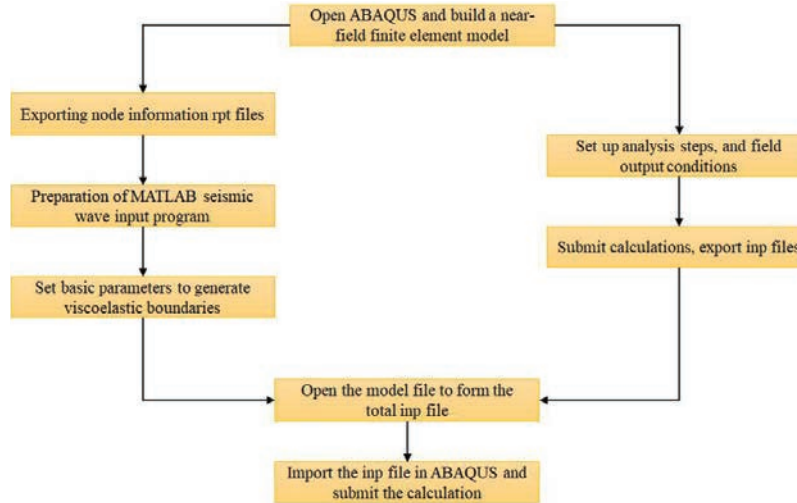 Open ABAQUS and build a near-
field finite element model
Exporting node information rpt files
Preparation of MATLAB seismic
wave input program
Set basic parameters to generate
viscoelastic boundaries
Set up analysis steps, and field
output conditions
Submit calculations, export inp files
Open the model file to form the
total inp file
Import the inp file in ABAQUS and
submit the calculation